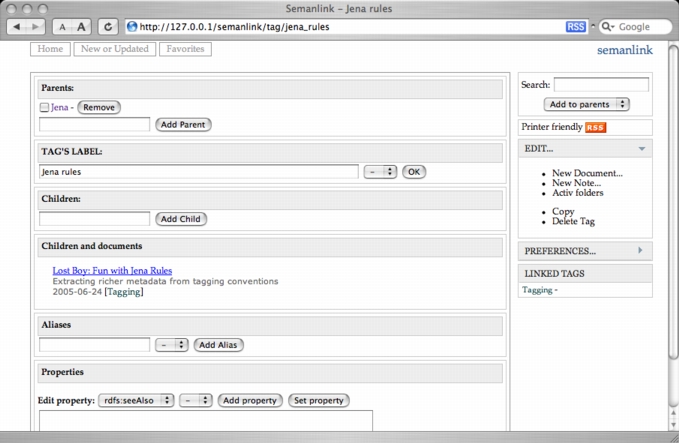 Semanlink – Jena rules
A A http://127.0.0.1/semanlink/tag/jena_rules RSS Google
Home New or Updated Favorites semanlink
Parents:
Jena - Remove
Add Parent
TAG'S LABEL:
Jena rules – OK
Children:
Add Child
Children and documents
Lost Boy: Fun with Jena Rules
Extracting richer metadata from tagging conventions
2005-06-24 [Tagging]
Aliases
– Add Alias
Properties
Edit property: rdfs:seeAlso – Add property Set property
Search:
Add to parents
Printer friendly RSS
EDIT...
New Document...
New Note...
Activ folders
Copy
Delete Tag
PREFERENCES...
LINKED TAGS
Tagging -